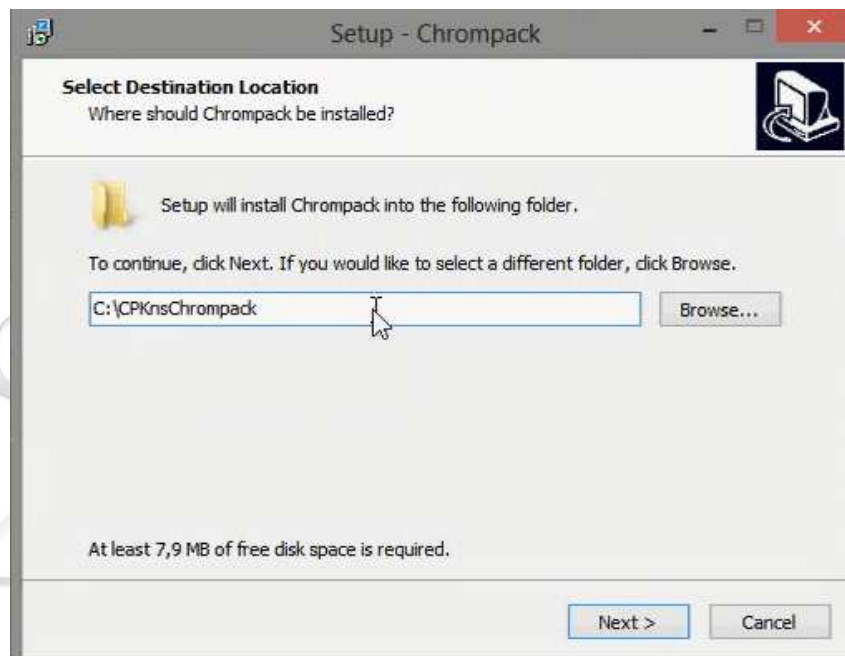 Setup - Chrompack
Select Destination Location
Where should Chrompack be installed?
Setup will install Chrompack into the following folder.
To continue, click Next. If you would like to select a different folder, click Browse.
C:\CPKnsChrompack
Browse...
At least 7,9 MB of free disk space is required.
Next >
Cancel